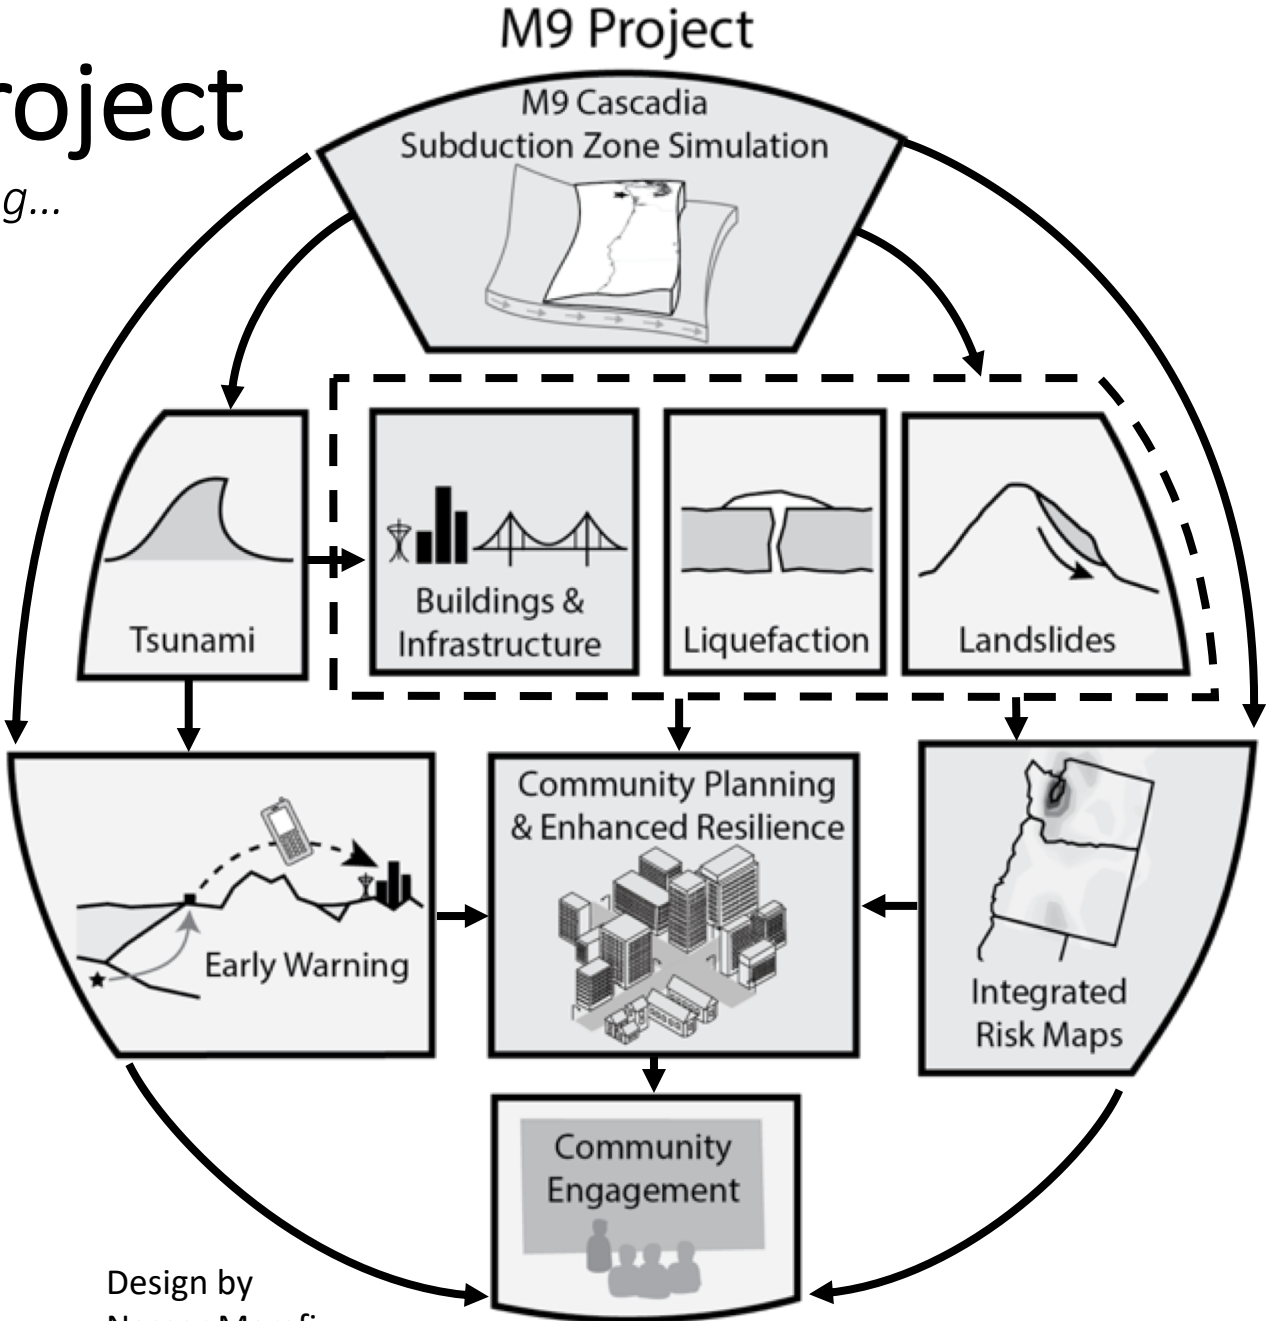 M9 Project
roject
g...
M9 Cascadia
Subduction Zone Simulation
Tsunami
Buildings &
Infrastructure
Liquefaction
Landslides
Early Warning
Community Planning
& Enhanced Resilience
Integrated
Risk Maps
Community
Engagement
Design by